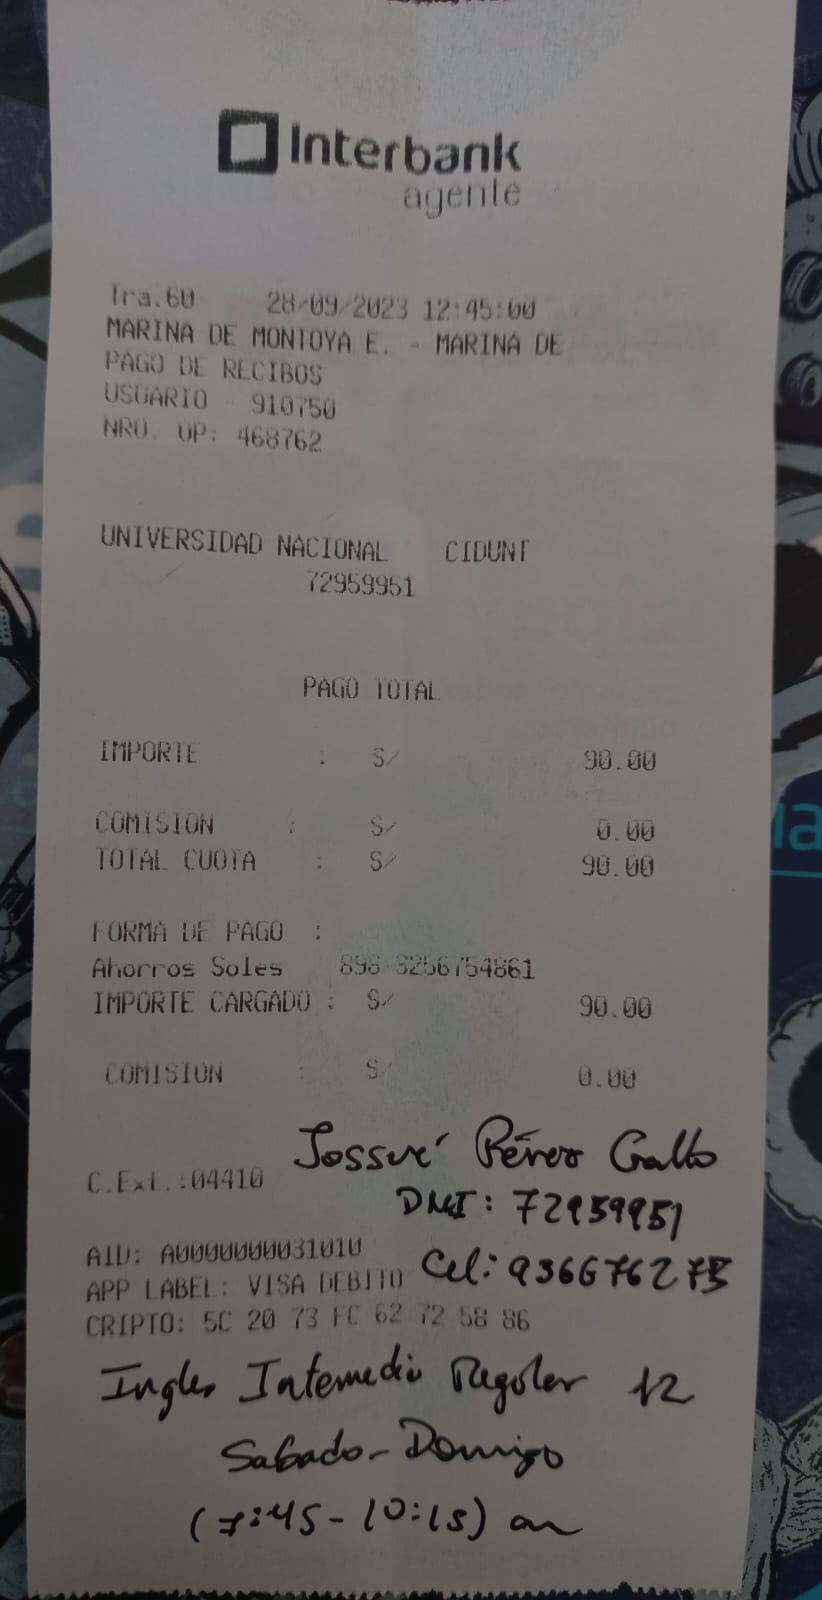 Interbank
agente
Tra.60 28/09/2023 12:45:00
MARINA DE MONTOYA E. - MARINA DE
PAGO DE RECIBOS
USUARIO - 910750
NRO. OP: 468762
UNIVERSIDAD NACIONAL CIDUNT
72959951
PAGO TOTAL
IMPORTE : S/ 90.00
COMISION : S/ 0.00
TOTAL CUOTA : S/ 90.00
FORMA DE PAGO :
Ahorros Soles 898-3256754861
IMPORTE CARGADO : S/ 90.00
COMISION : S/ 0.00
Jossué Pérez Gallo
C.Ext.:04410
DNI: 72959951
AID: A0000000031010
Cel: 936676275
APP LABEL: VISA DEBITO
CRIPTO: 5C 20 73 FC 62 72 58 86
Ingles Intermedio Regular 12
Sabado - Domingo
(7:45 - 10:15) am